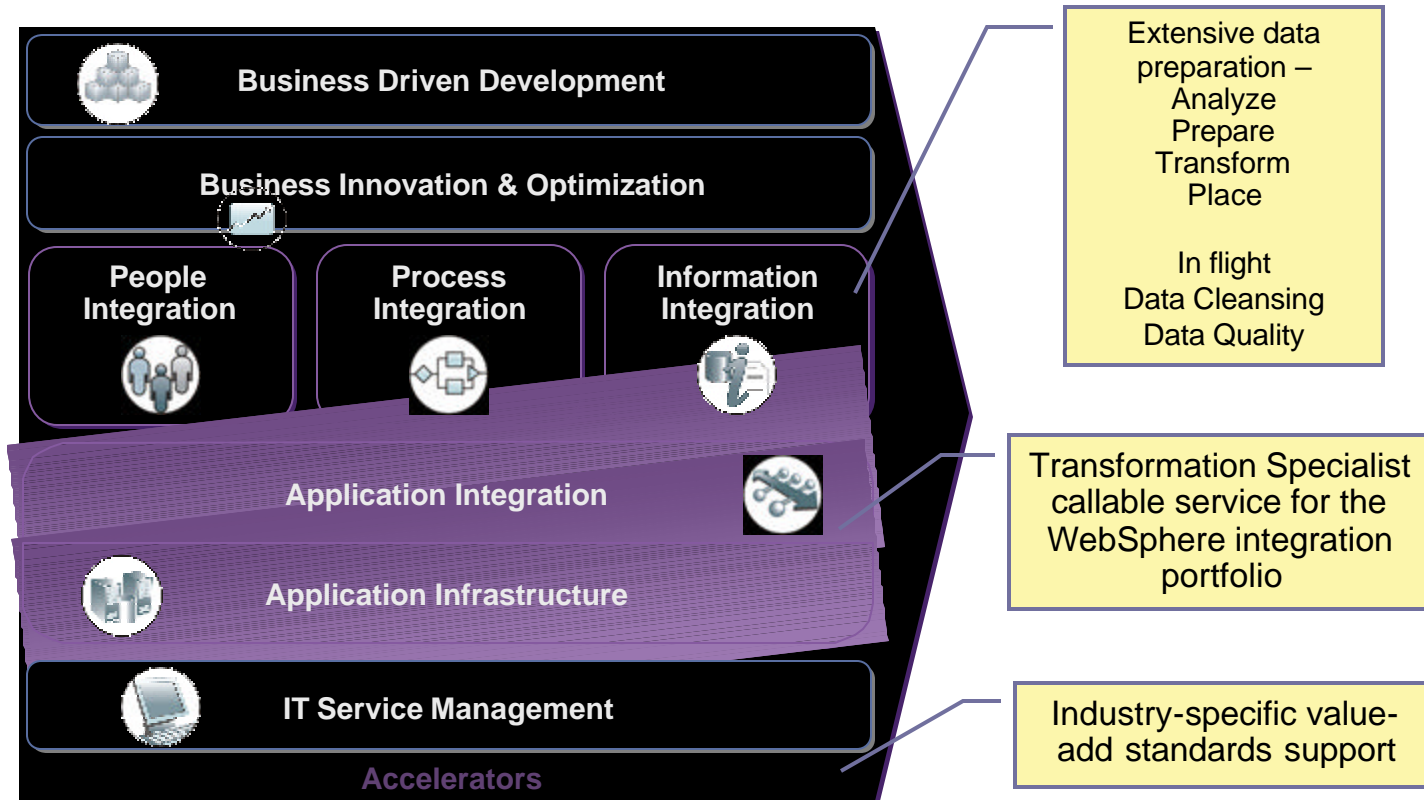 Business Driven Development
Business Innovation & Optimization
People
Integration
Process
Integration
Information
Integration
Application Integration
Application Infrastructure
IT Service Management
Accelerators
Extensive data
preparation –
Analyze
Prepare
Transform
Place
In flight
Data Cleansing
Data Quality
Transformation Specialist
callable service for the
WebSphere integration
portfolio
Industry-specific value-
add standards support